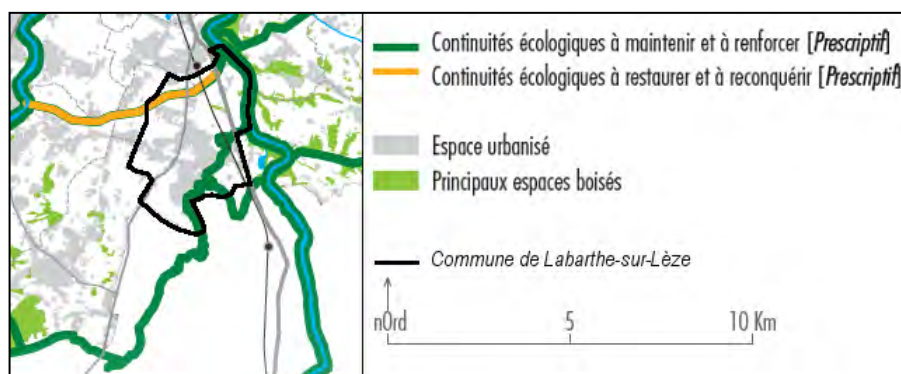 Continuités écologiques à maintenir et à renforcer [Prescriptif]
Continuités écologiques à restaurer et à reconquérir [Prescriptif]
Espace urbanisé
Principaux espaces boisés
Commune de Labarthe-sur-Lèze
nOrd 5 10 Km